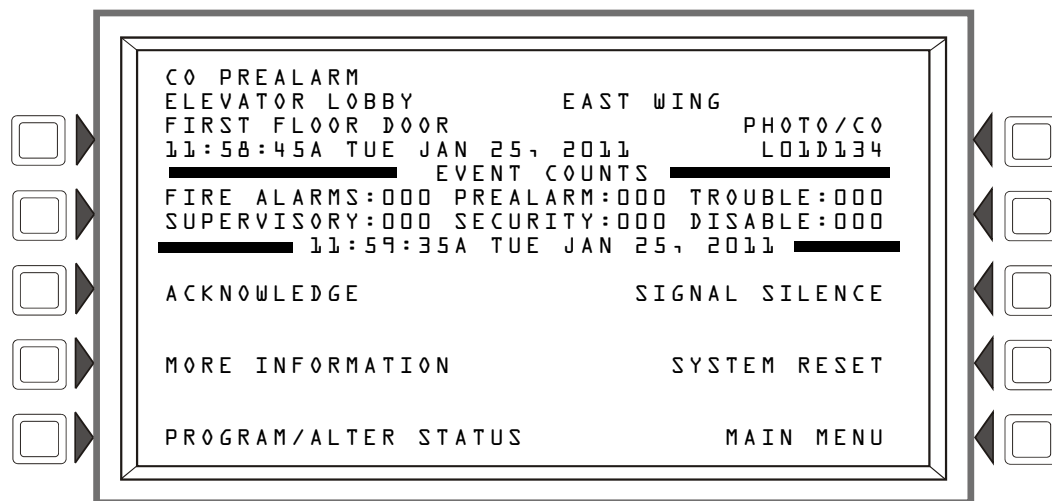 CO PREALARM
ELEVATOR LOBBY EAST WING
FIRST FLOOR DOOR PHOTO/CO
11:58:45A TUE JAN 25, 2011 L01D134
EVENT COUNTS
FIRE ALARMS:000 PREALARM:000 TROUBLE:000
SUPERVISORY:000 SECURITY:000 DISABLE:000
11:59:35A TUE JAN 25, 2011
ACKNOWLEDGE SIGNAL SILENCE
MORE INFORMATION SYSTEM RESET
PROGRAM/ALTER STATUS MAIN MENU